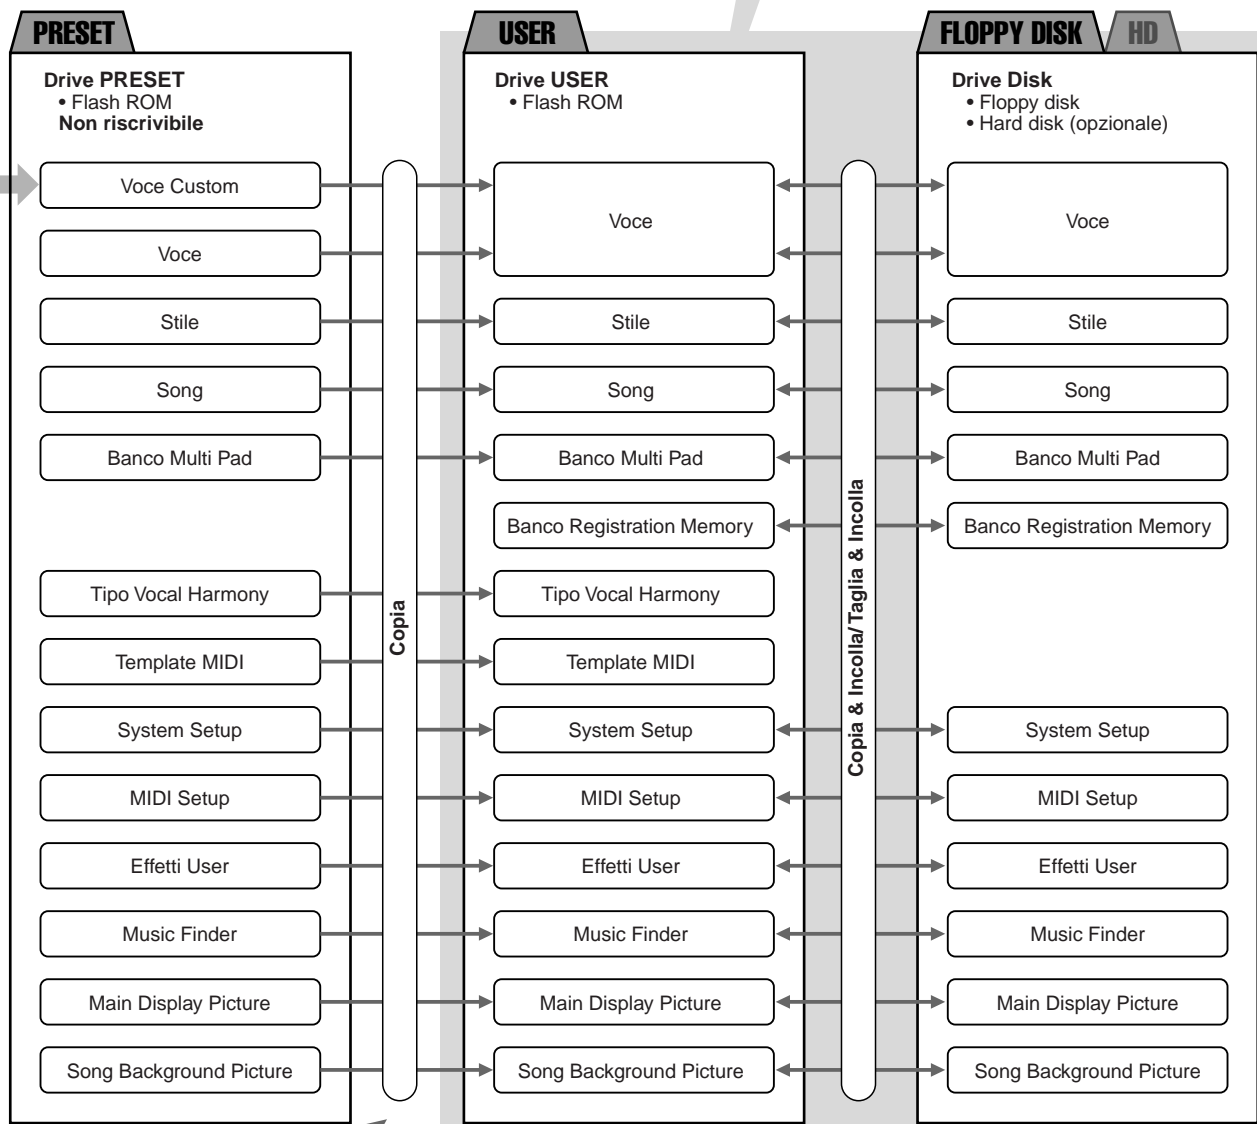 PRESET
Drive PRESET
• Flash ROM
Non riscrivibile
Voce Custom
Voce
Stile
Song
Banco Multi Pad
Tipo Vocal Harmony
Template MIDI
System Setup
MIDI Setup
Effetti User
Music Finder
Main Display Picture
Song Background Picture
Copia
USER
Drive USER
• Flash ROM
Voce
Stile
Song
Banco Multi Pad
Banco Registration Memory
Tipo Vocal Harmony
Template MIDI
System Setup
MIDI Setup
Effetti User
Music Finder
Main Display Picture
Song Background Picture
Copia & Incolla/Taglia & Incolla
FLOPPY DISK
HD
Drive Disk
• Floppy disk
• Hard disk (opzionale)
Voce
Stile
Song
Banco Multi Pad
Banco Registration Memory
System Setup
MIDI Setup
Effetti User
Music Finder
Main Display Picture
Song Background Picture